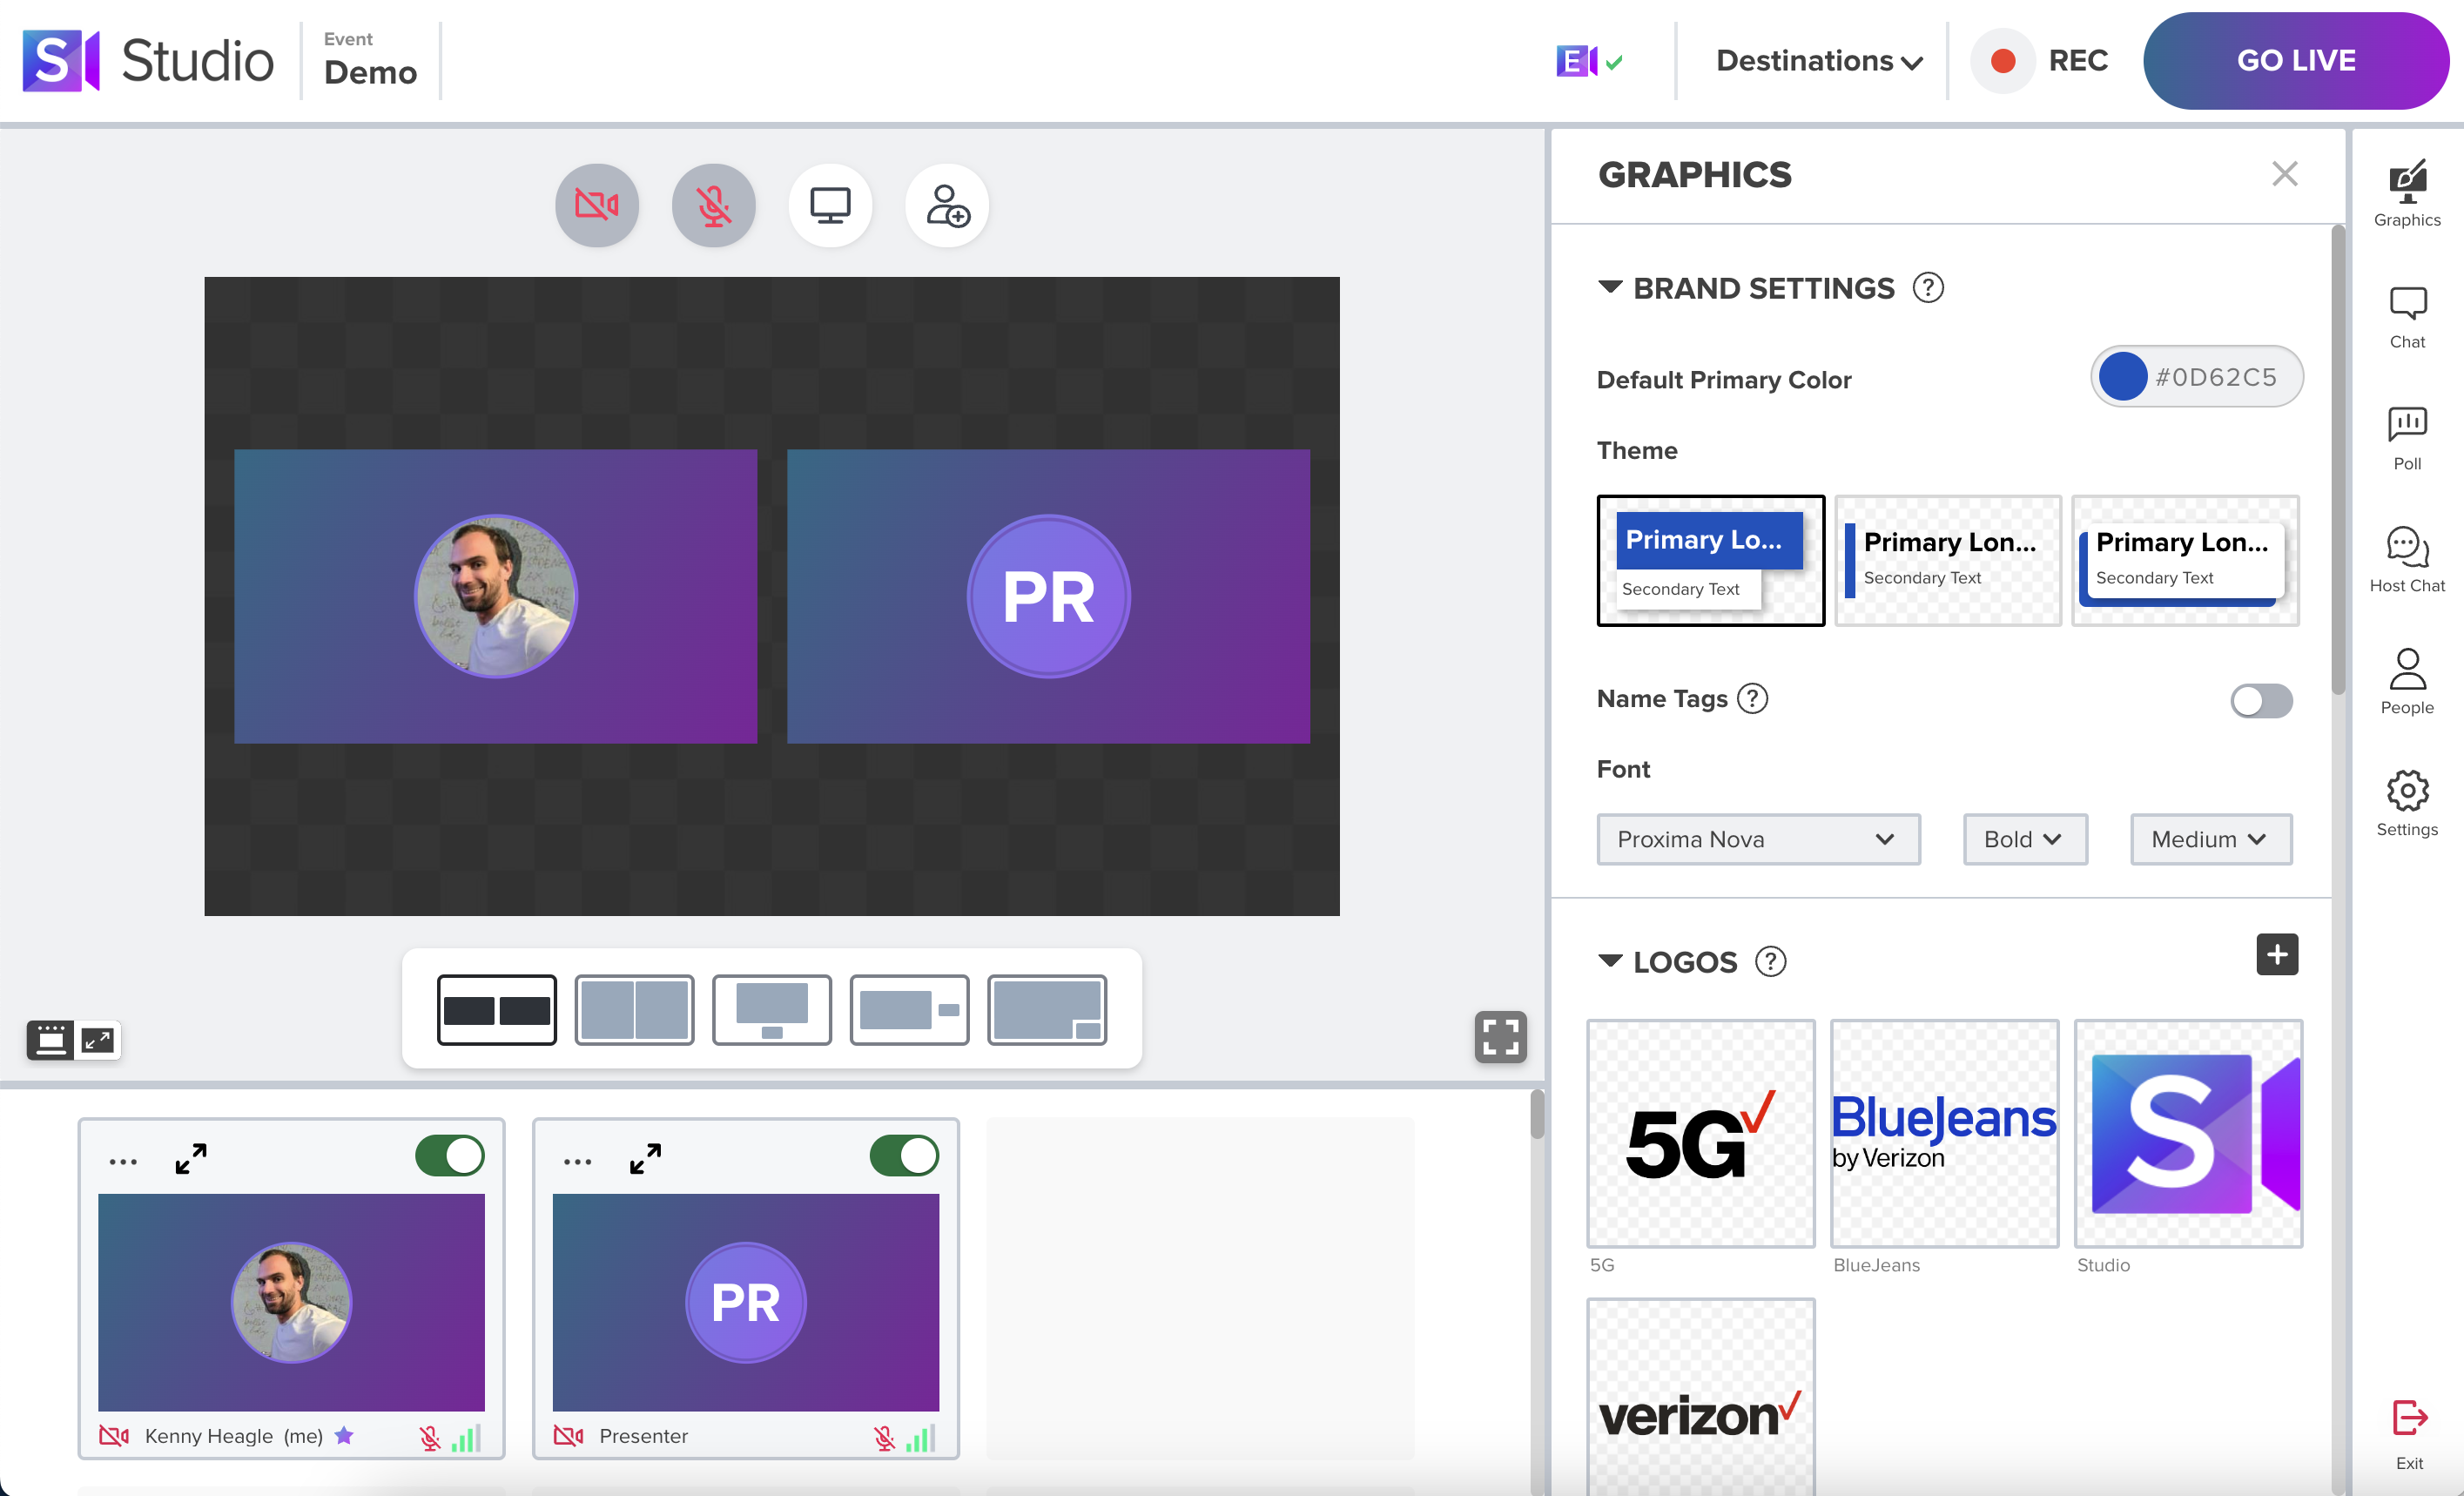 S Studio
Event
Demo
E
Destinations
REC
GO LIVE
GRAPHICS
BRAND SETTINGS ?
Default Primary Color
#0D62C5
Theme
Primary Lo...
Secondary Text
Primary Lon...
Secondary Text
Primary Lon...
Secondary Text
Name Tags ?
Font
Proxima Nova
Bold
Medium
LOGOS ?
+
5G
BlueJeans
by Verizon
S
5G
BlueJeans
Studio
verizon
Graphics
Chat
Poll
Host Chat
People
Settings
Exit
PR
...
...
PR
Kenny Heagle (me)
Presenter